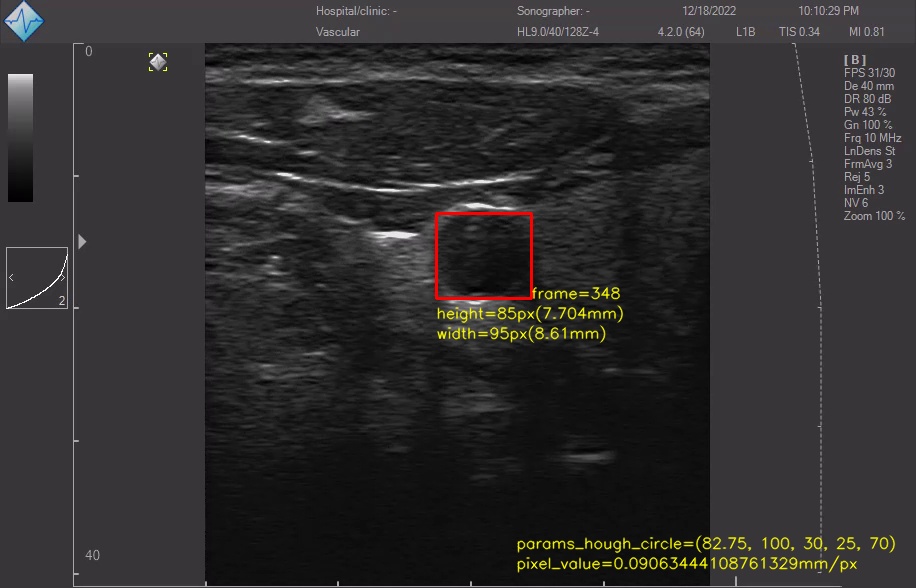 Hospital/clinic: - Sonographer: - 12/18/2022 10:10:29 PM
Vascular HL9.0/40/128Z-4 4.2.0 (64) L1B TIS 0.34 MI 0.81
0
[ B ]
FPS 31/30
De 40 mm
DR 80 dB
Pw 43 %
Gn 100 %
Frq 10 MHz
LnDens St
FrmAvg 3
Rej 5
ImEnh 3
NV 6
Zoom 100 %
2
frame=348
height=85px(7.704mm)
width=95px(8.61mm)
params_hough_circle=(82.75, 100, 30, 25, 70)
40
pixel_value=0.09063444108761329mm/px